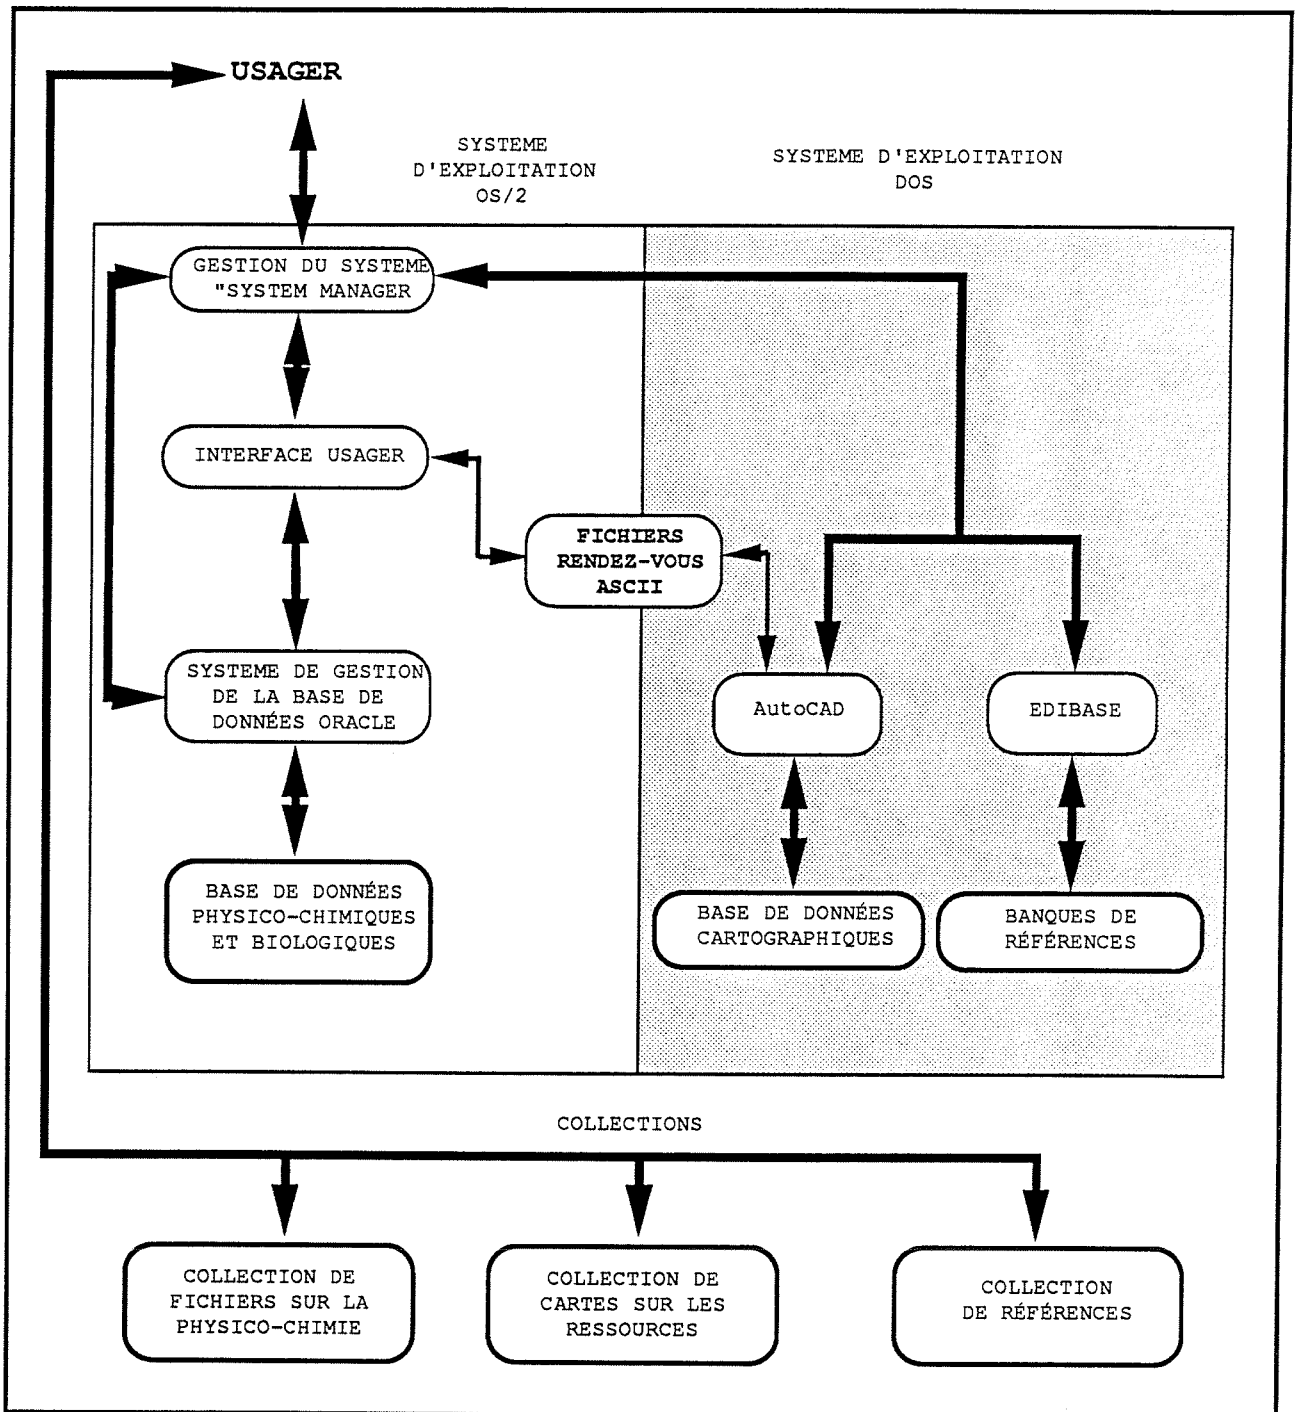 USAGER
SYSTEME
D'EXPLOITATION
OS/2
SYSTEME D'EXPLOITATION
DOS
GESTION DU SYSTEME
"SYSTEM MANAGER
INTERFACE USAGER
FICHIERS
RENDEZ-VOUS
ASCII
SYSTEME DE GESTION
DE LA BASE DE
DONNÉES ORACLE
AutoCAD
EDIBASE
BASE DE DONNÉES
PHYSICO-CHIMIQUES
ET BIOLOGIQUES
BASE DE DONNÉES
CARTOGRAPHIQUES
BANQUES DE
RÉFÉRENCES
COLLECTIONS
COLLECTION DE
FICHIERS SUR LA
PHYSICO-CHIMIE
COLLECTION DE
CARTES SUR LES
RESSOURCES
COLLECTION
DE RÉFÉRENCES